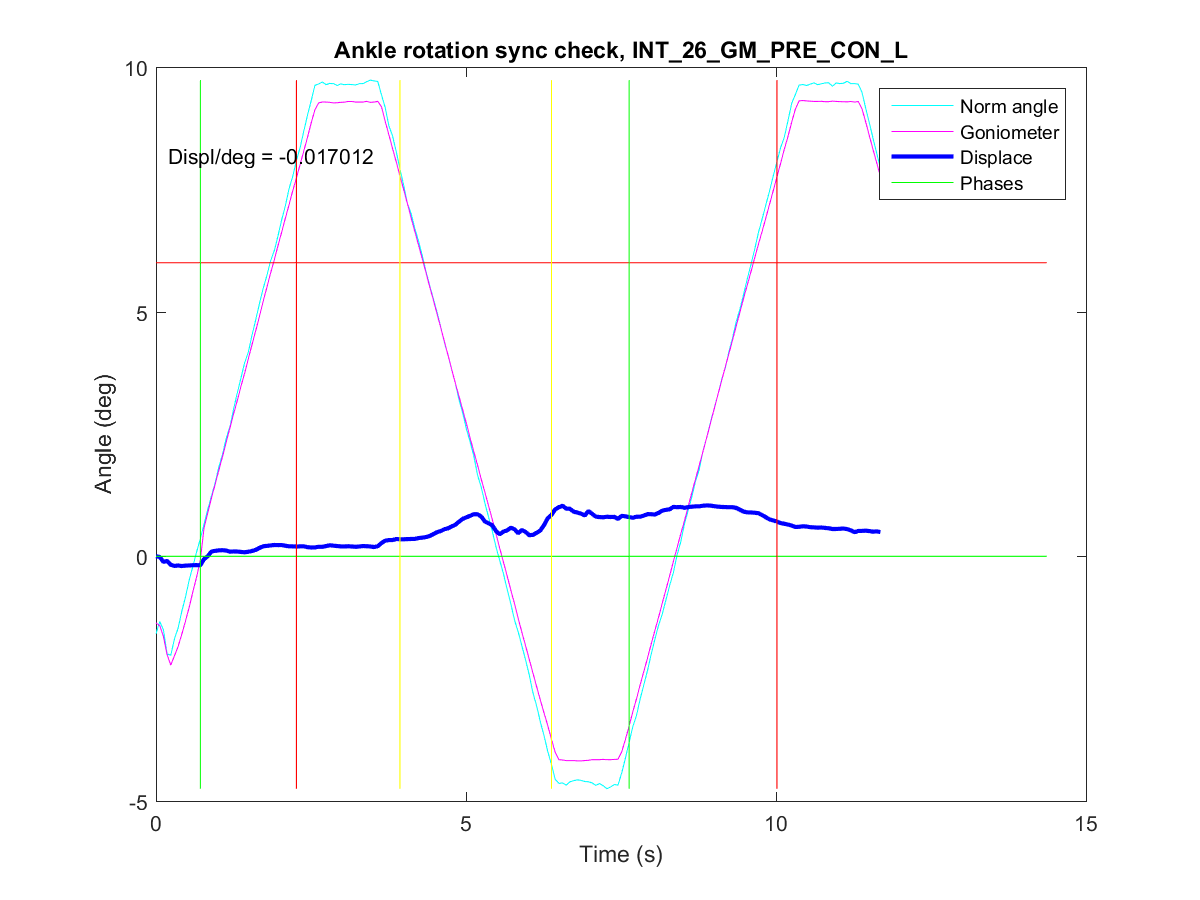 Ankle rotation sync check, INT_26_GM_PRE_CON_L
10
5
0
-5
Angle (deg)
Displ/deg = -0.017012
Norm angle
Goniometer
Displace
Phases
0
5
10
15
Time (s)